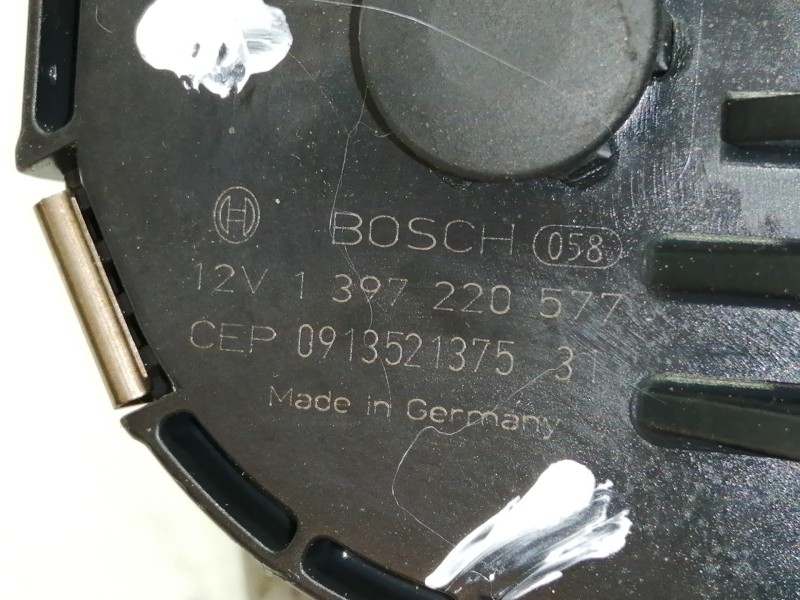 BOSCH 058
12V 1 397 220 577
CEP 0913521375 31
Made in Germany